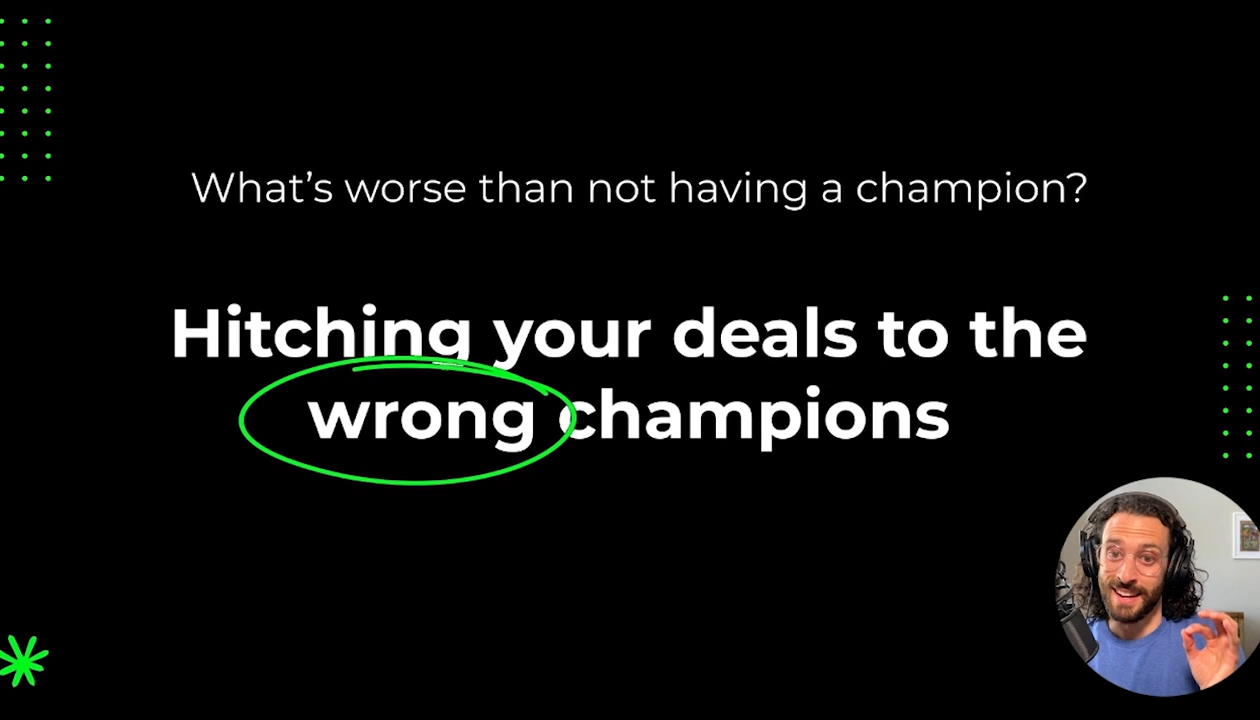 What’s worse than not having a champion?
Hitching your deals to the
wrong champions